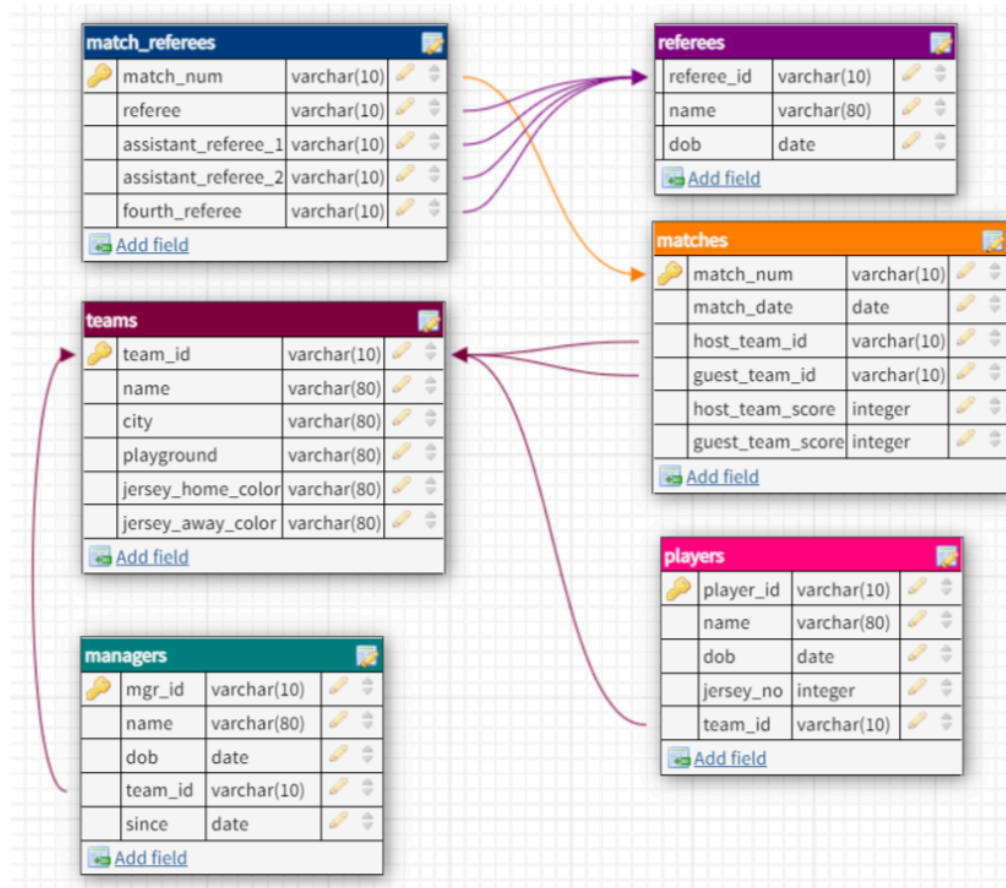 match_referees
match_num varchar(10)
referee varchar(10)
assistant_referee_1 varchar(10)
assistant_referee_2 varchar(10)
fourth_referee varchar(10)
Add field
referees
referee_id varchar(10)
name varchar(80)
dob date
Add field
matches
match_num varchar(10)
match_date date
host_team_id varchar(10)
guest_team_id varchar(10)
host_team_score integer
guest_team_score integer
Add field
teams
team_id varchar(10)
name varchar(80)
city varchar(80)
playground varchar(80)
jersey_home_color varchar(80)
jersey_away_color varchar(80)
Add field
players
player_id varchar(10)
name varchar(80)
dob date
jersey_no integer
team_id varchar(10)
Add field
managers
mgr_id varchar(10)
name varchar(80)
dob date
team_id varchar(10)
since date
Add field